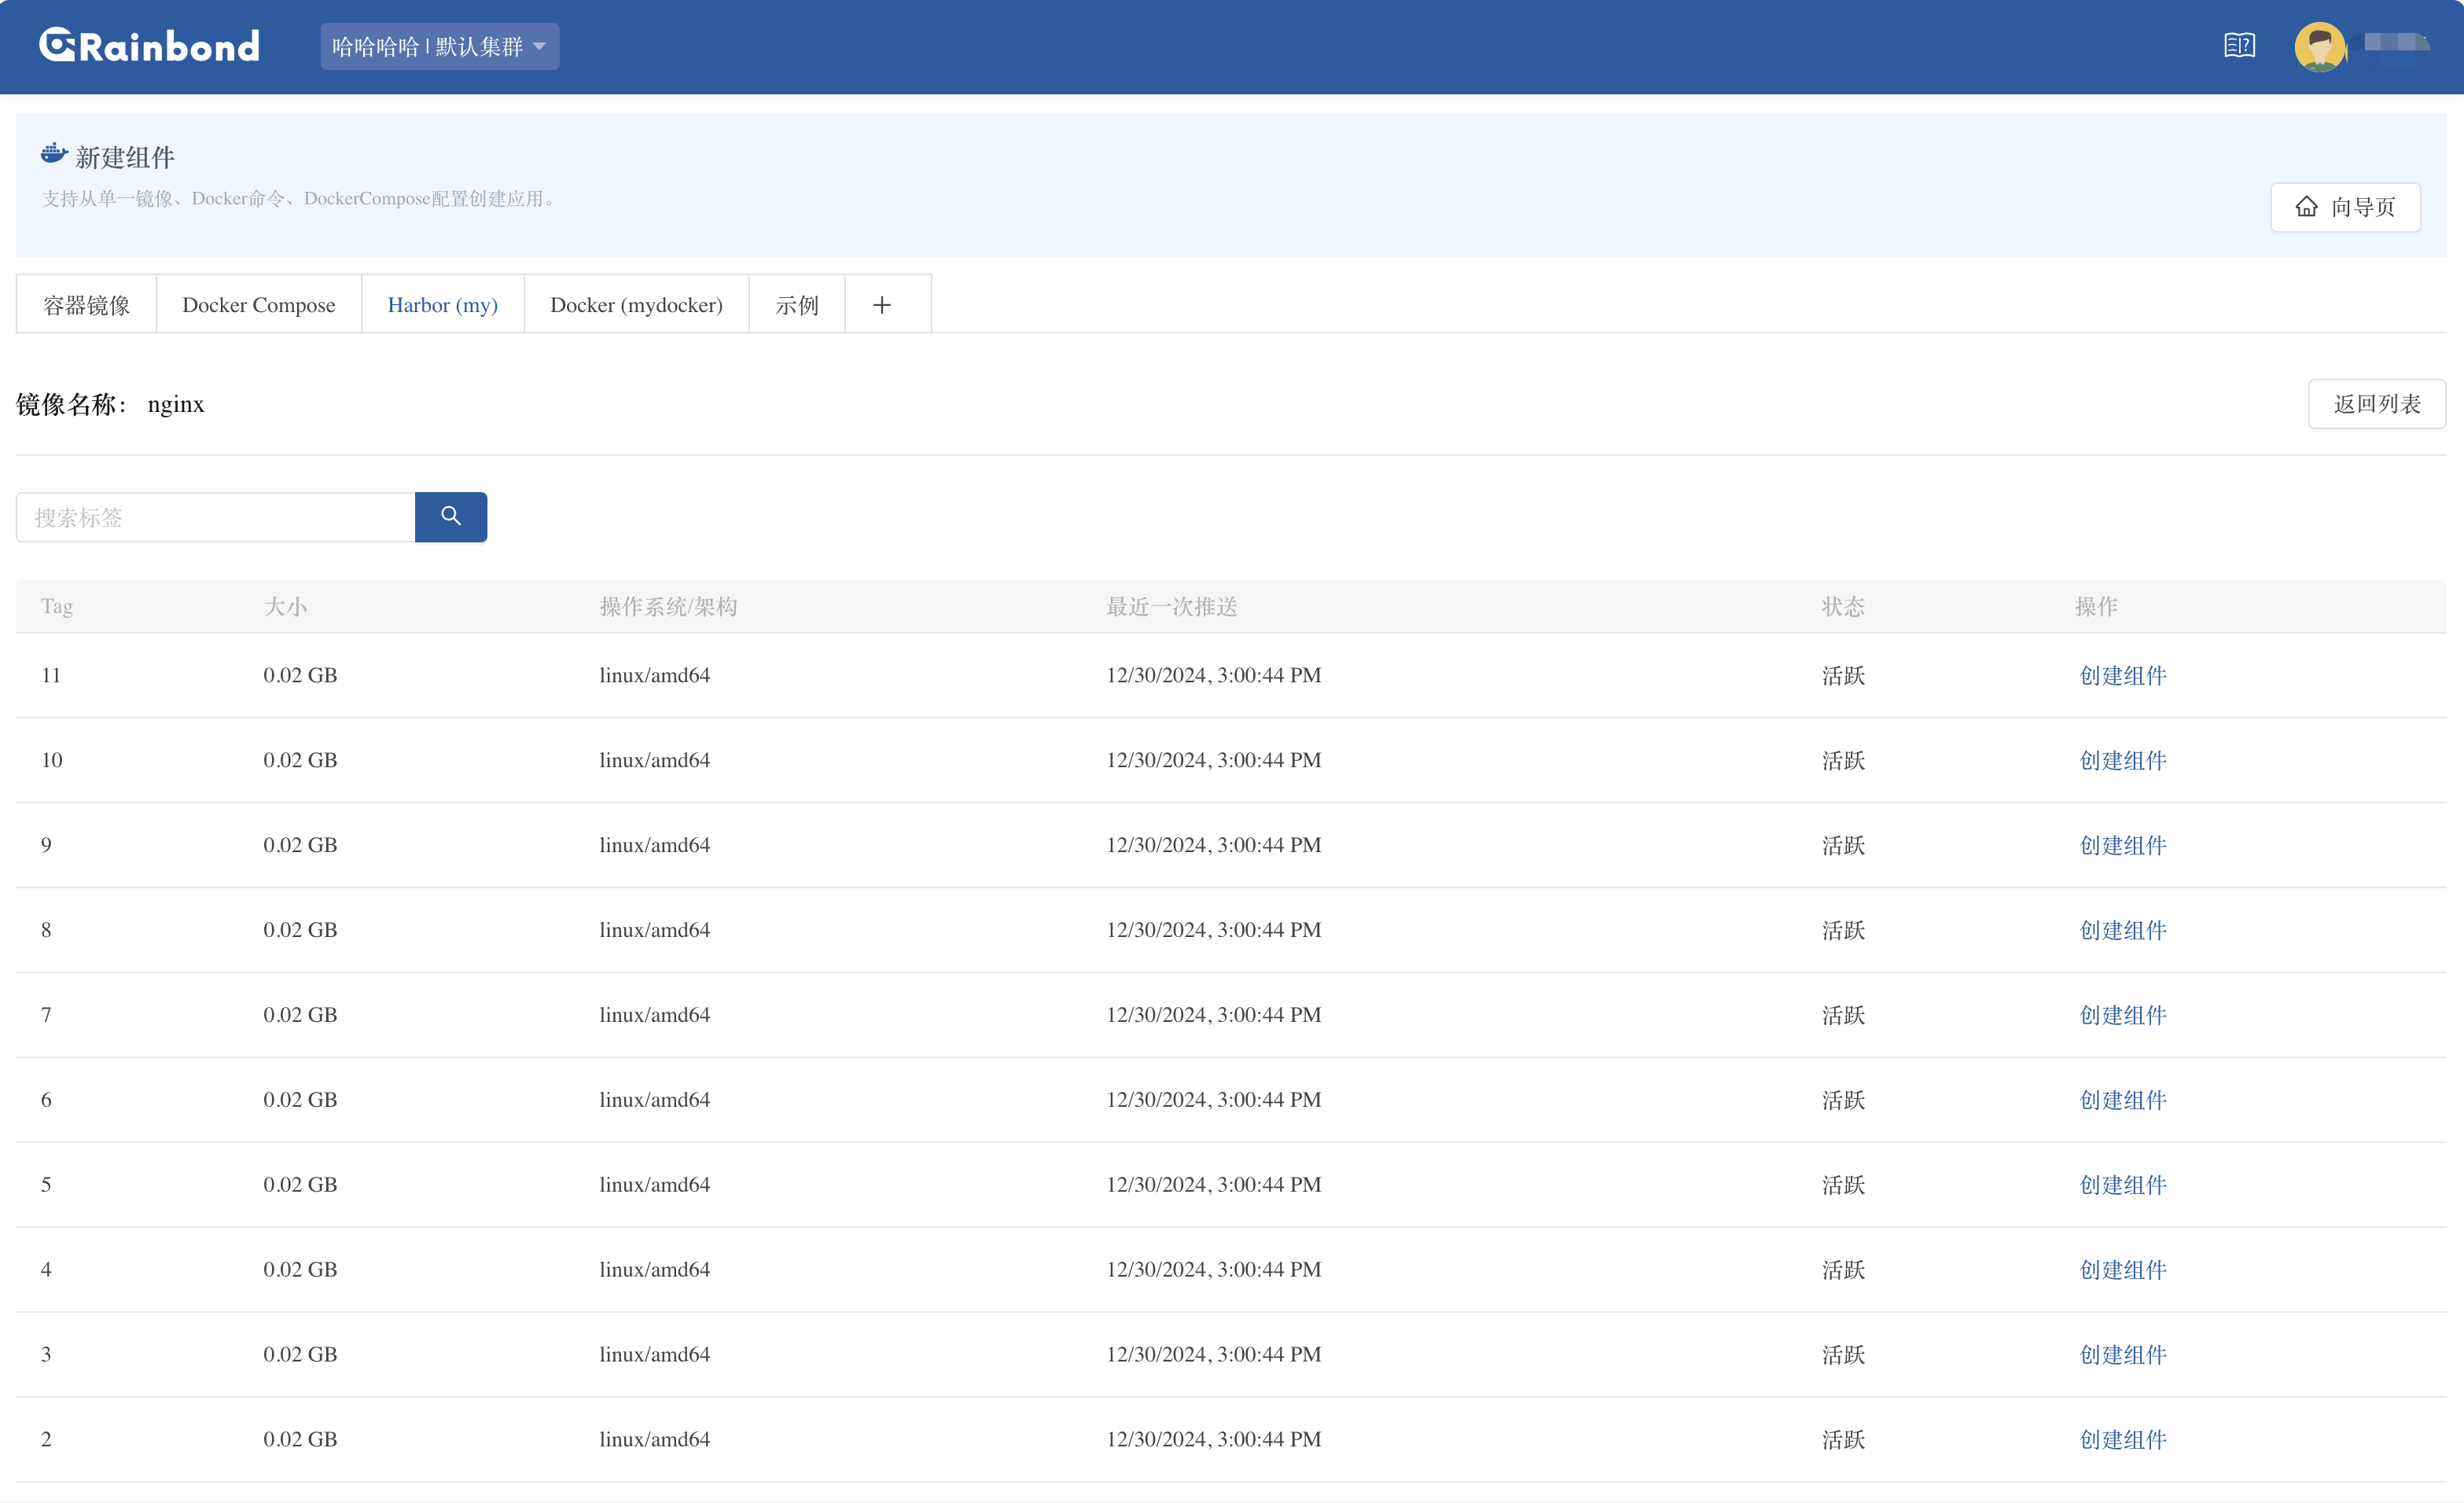 Rainbond
哈哈哈哈 | 默认集群
新建组件
支持从单一镜像、Docker命令、DockerCompose配置创建应用。
向导页
容器镜像 Docker Compose Harbor (my) Docker (mydocker) 示例 +
镜像名称： nginx
返回列表
搜索标签
Tag 大小 操作系统/架构 最近一次推送 状态 操作
11 0.02 GB linux/amd64 12/30/2024, 3:00:44 PM 活跃 创建组件
10 0.02 GB linux/amd64 12/30/2024, 3:00:44 PM 活跃 创建组件
9 0.02 GB linux/amd64 12/30/2024, 3:00:44 PM 活跃 创建组件
8 0.02 GB linux/amd64 12/30/2024, 3:00:44 PM 活跃 创建组件
7 0.02 GB linux/amd64 12/30/2024, 3:00:44 PM 活跃 创建组件
6 0.02 GB linux/amd64 12/30/2024, 3:00:44 PM 活跃 创建组件
5 0.02 GB linux/amd64 12/30/2024, 3:00:44 PM 活跃 创建组件
4 0.02 GB linux/amd64 12/30/2024, 3:00:44 PM 活跃 创建组件
3 0.02 GB linux/amd64 12/30/2024, 3:00:44 PM 活跃 创建组件
2 0.02 GB linux/amd64 12/30/2024, 3:00:44 PM 活跃 创建组件